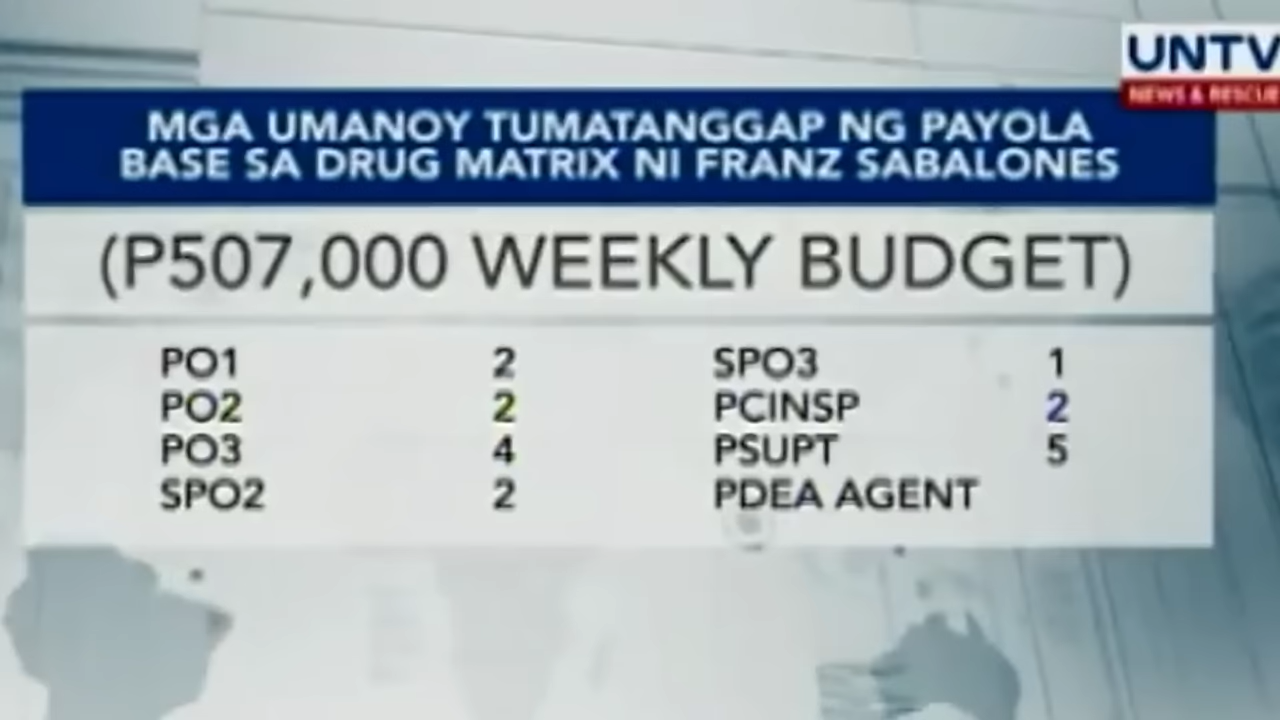 UNTV
NEWS & RESCUE
MGA UMANOY TUMATANGGAP NG PAYOLA
BASE SA DRUG MATRIX NI FRANZ SABALONES
(P507,000 WEEKLY BUDGET)
PO1 2 SPO3 1
PO2 2 PCINSP 2
PO3 4 PSUPT 5
SPO2 2 PDEA AGENT